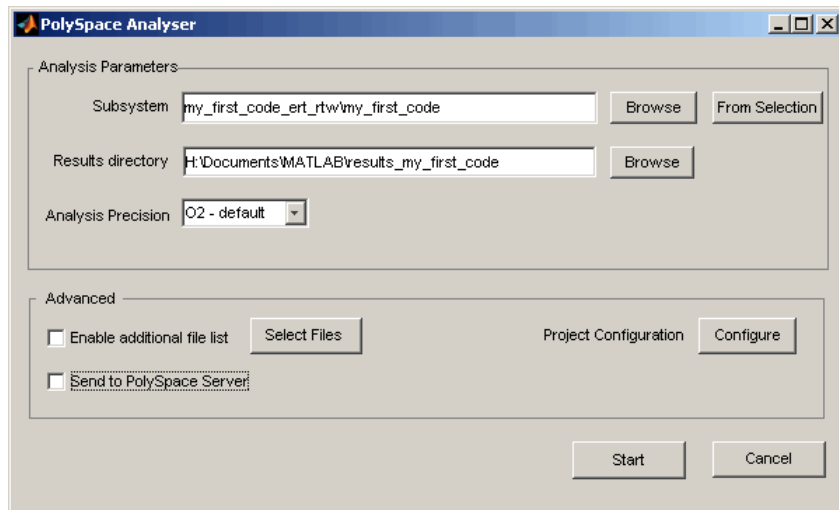 PolySpace Analyser
Analysis Parameters
Subsystem my_first_code_ert_rtw\my_first_code Browse From Selection
Results directory H:\Documents\MATLAB\results_my_first_code Browse
Analysis Precision O2 - default
Advanced
Enable additional file list Select Files Project Configuration Configure
Send to PolySpace Server
Start Cancel